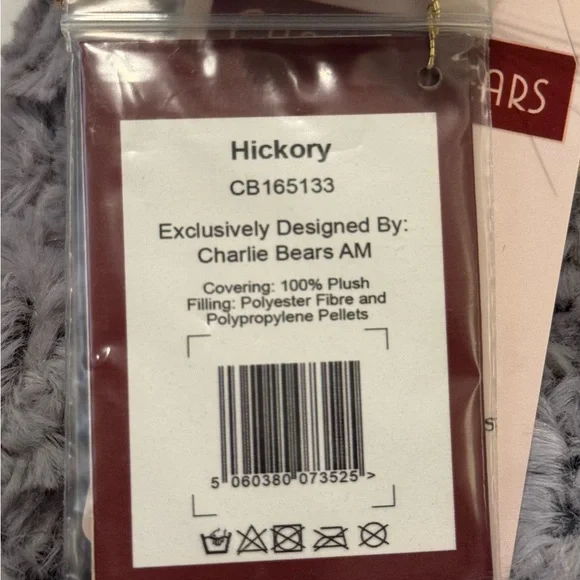 ARS
Hickory
CB165133
Exclusively Designed By:
Charlie Bears AM
Covering: 100% Plush
Filling: Polyester Fibre and
Polypropylene Pellets
5 060380 073525 >